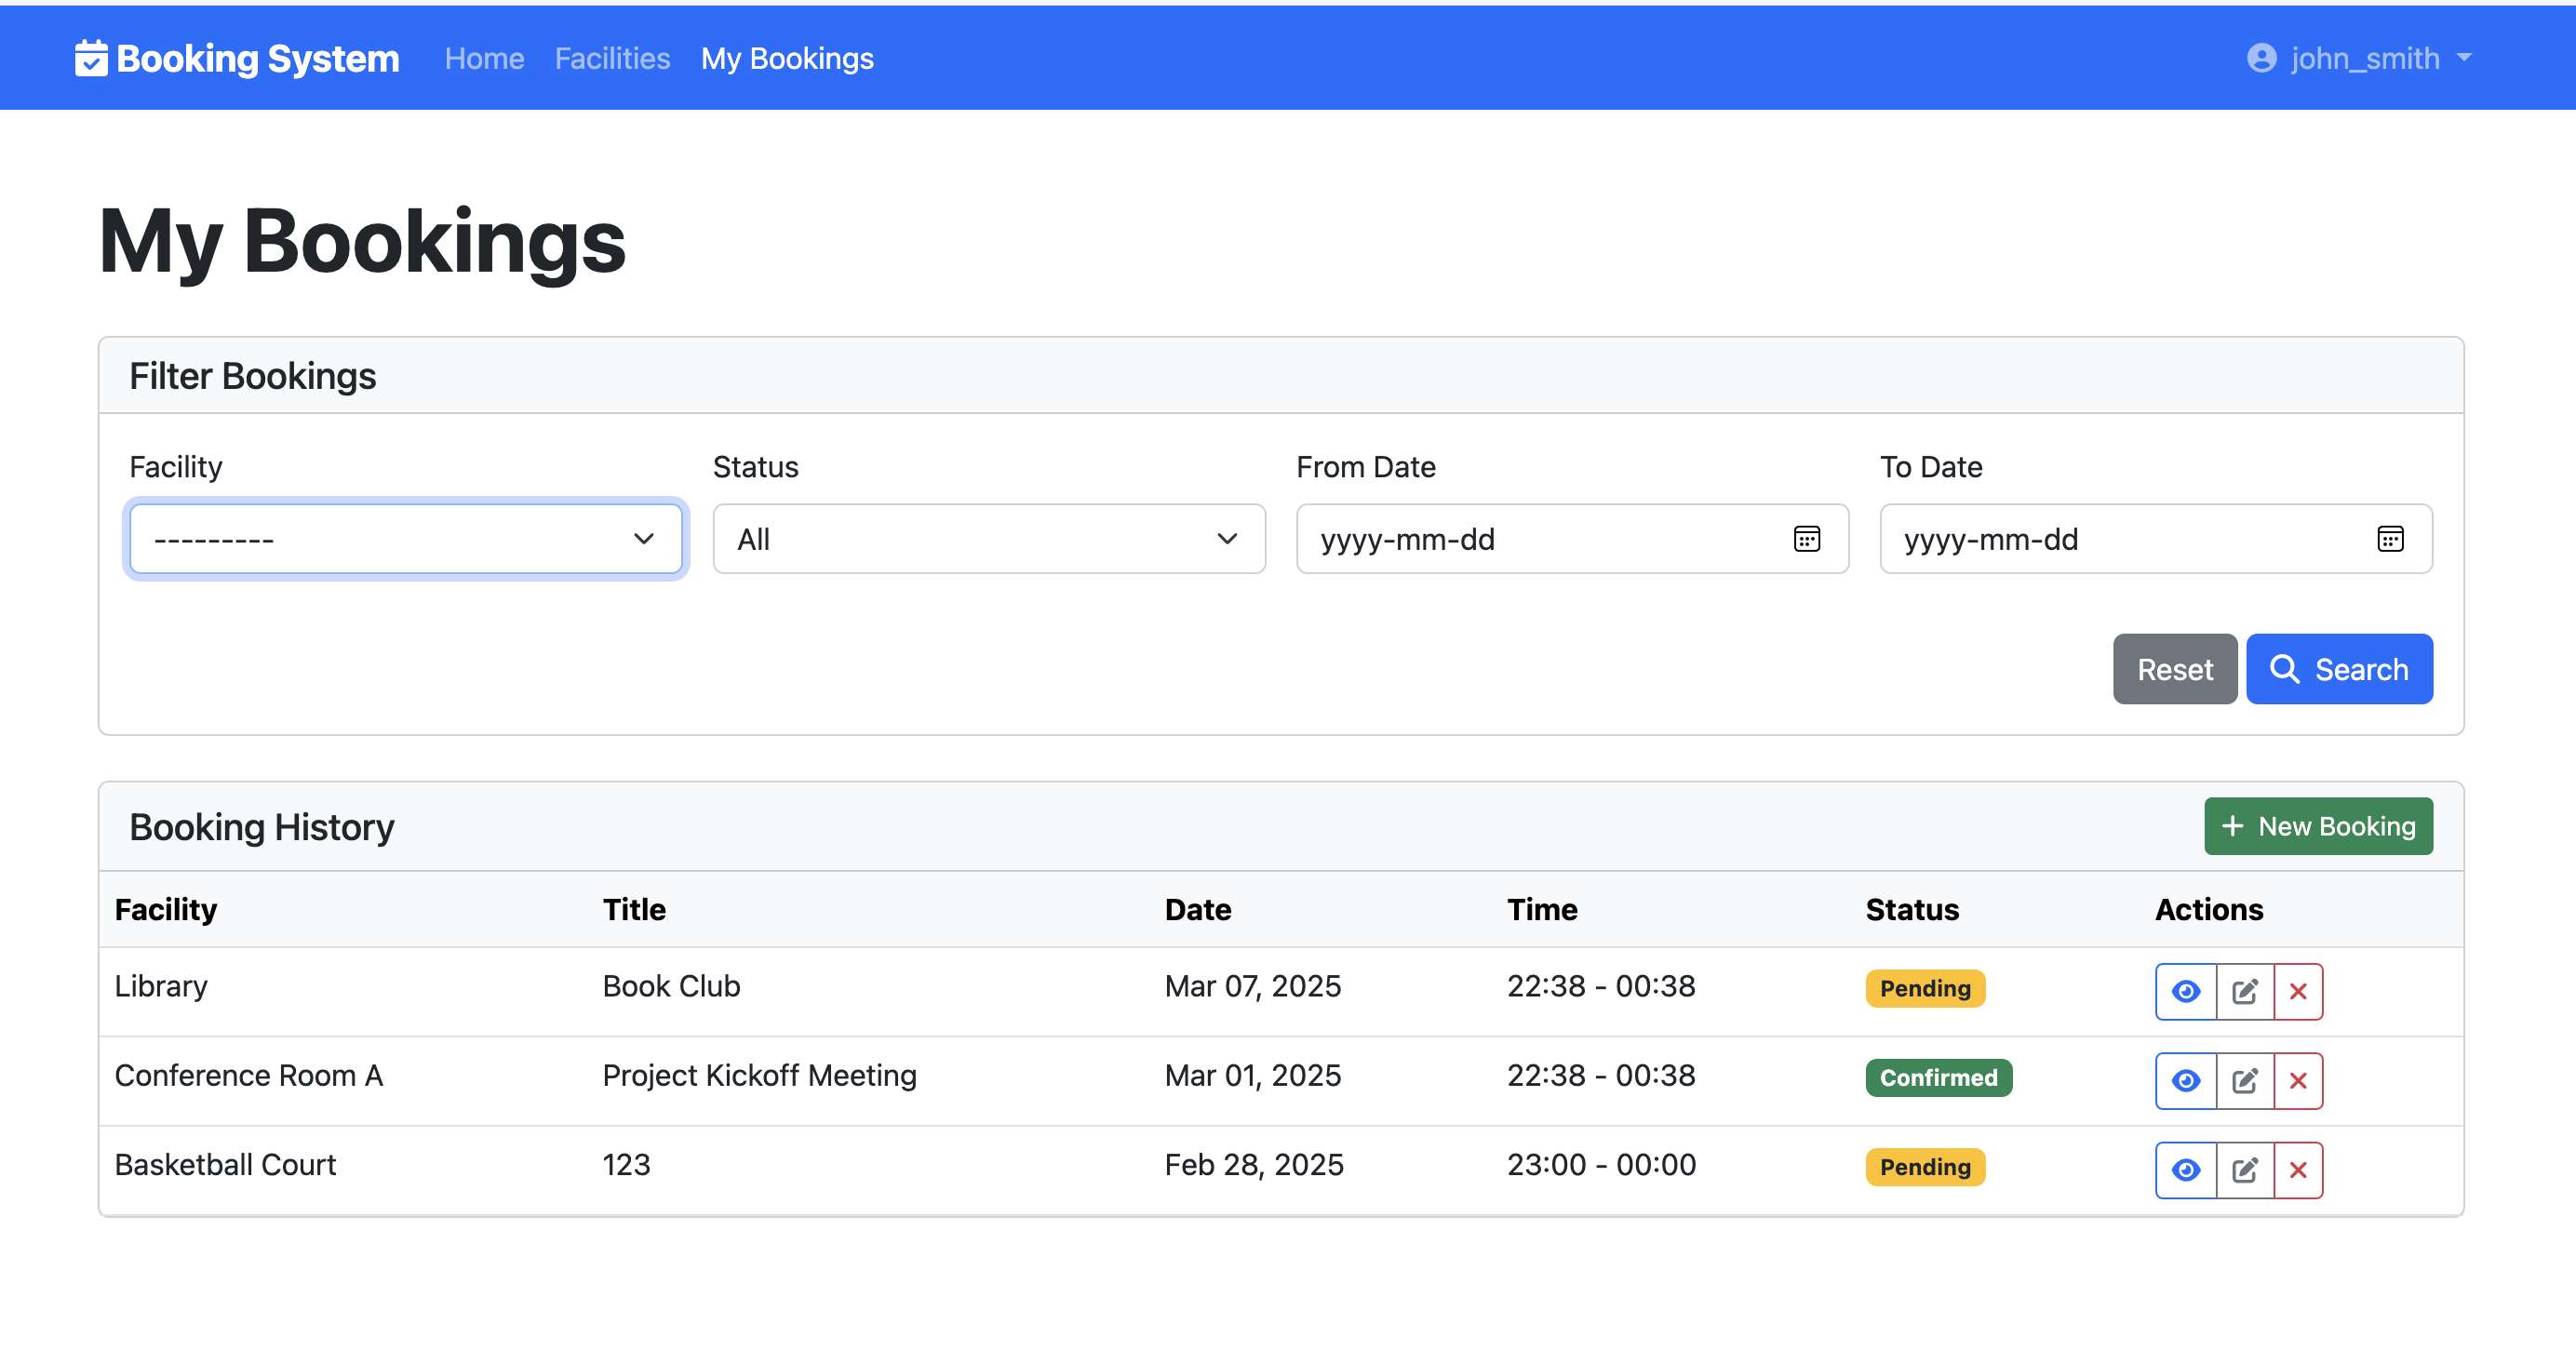 Booking System Home Facilities My Bookings john_smith
My Bookings
Filter Bookings
Facility Status From Date To Date
--------- All yyyy-mm-dd yyyy-mm-dd
Reset Search
Booking History New Booking
Facility Title Date Time Status Actions
Library Book Club Mar 07, 2025 22:38 - 00:38 Pending
Conference Room A Project Kickoff Meeting Mar 01, 2025 22:38 - 00:38 Confirmed
Basketball Court 123 Feb 28, 2025 23:00 - 00:00 Pending